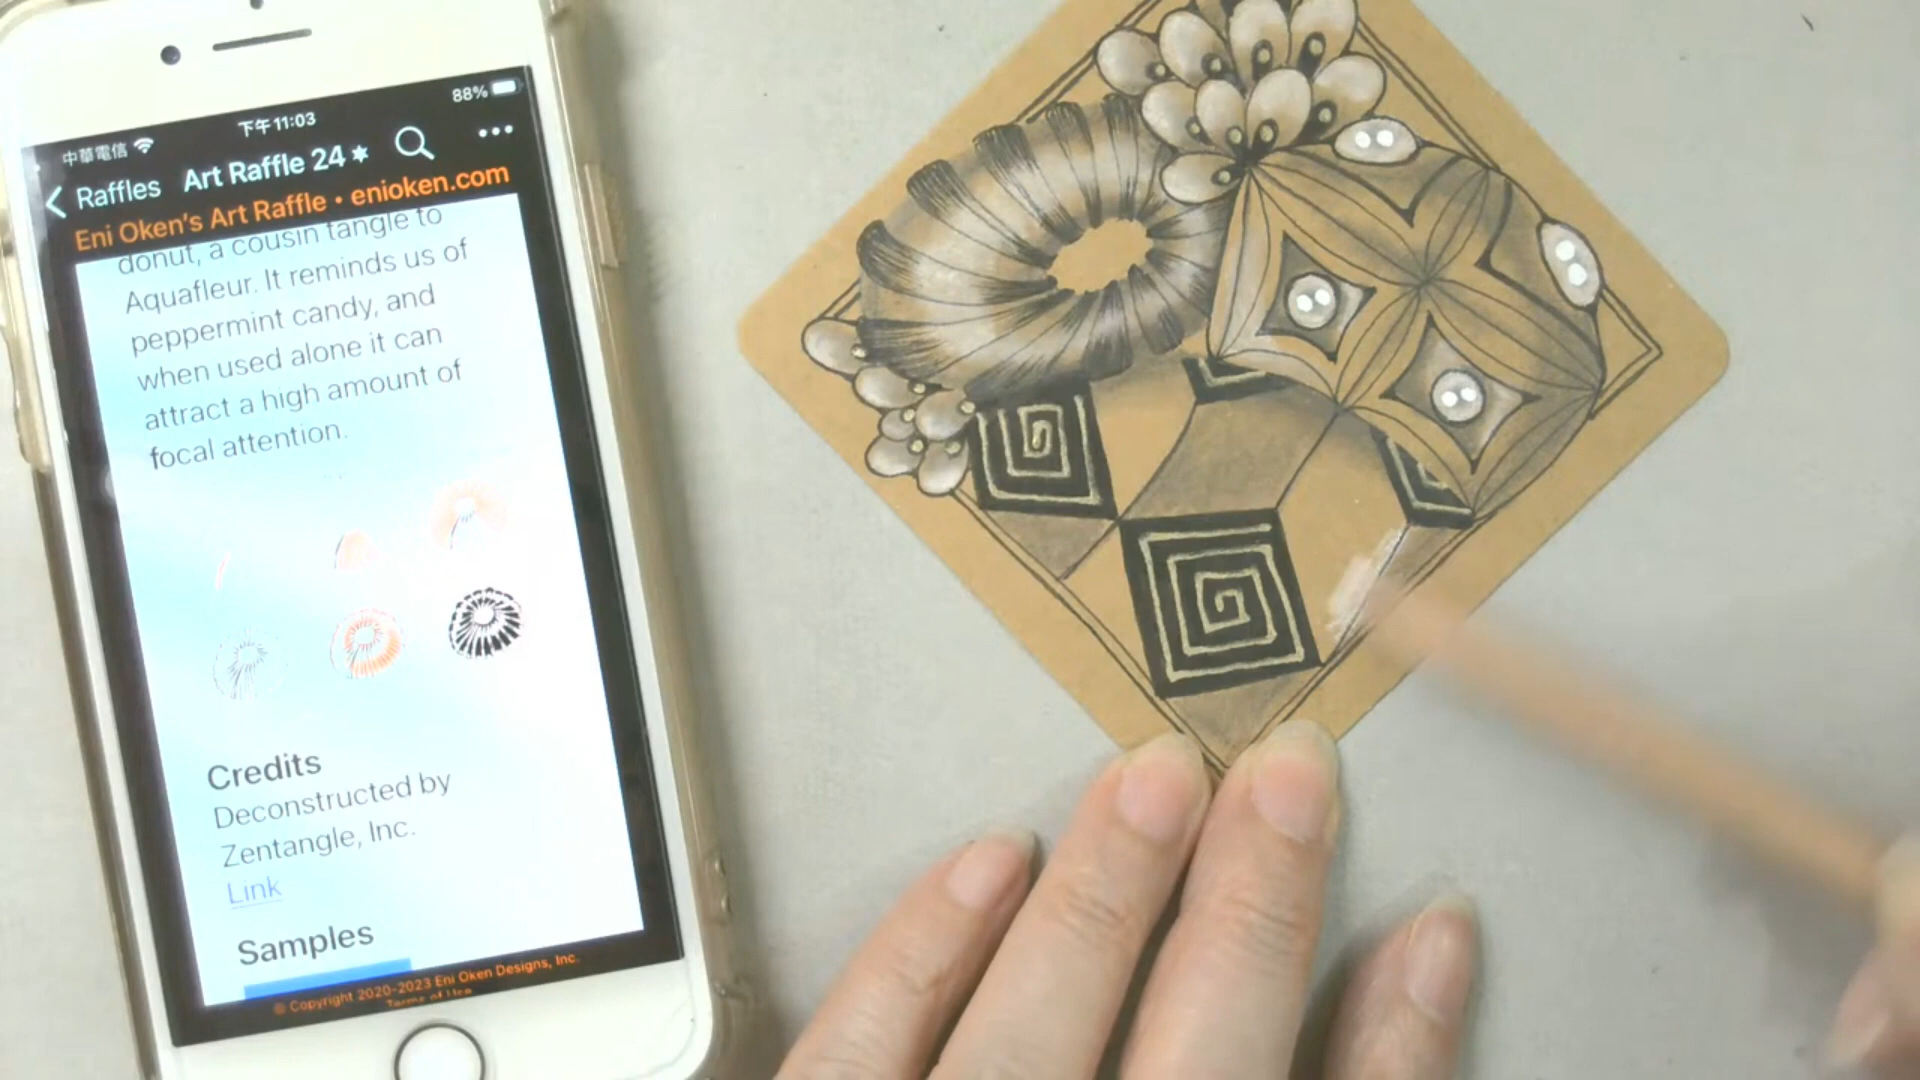 88%
下午11:03
中華電信
Raffles Art Raffle 24 ✶
Eni Oken's Art Raffle • enioken.com
donut, a cousin tangle to
Aquafleur. It reminds us of
peppermint candy, and
when used alone it can
attract a high amount of
focal attention.
Credits
Deconstructed by
Zentangle, Inc.
Link
Samples
© Copyright 2020-2023 Eni Oken Designs, Inc.
Terms of Use